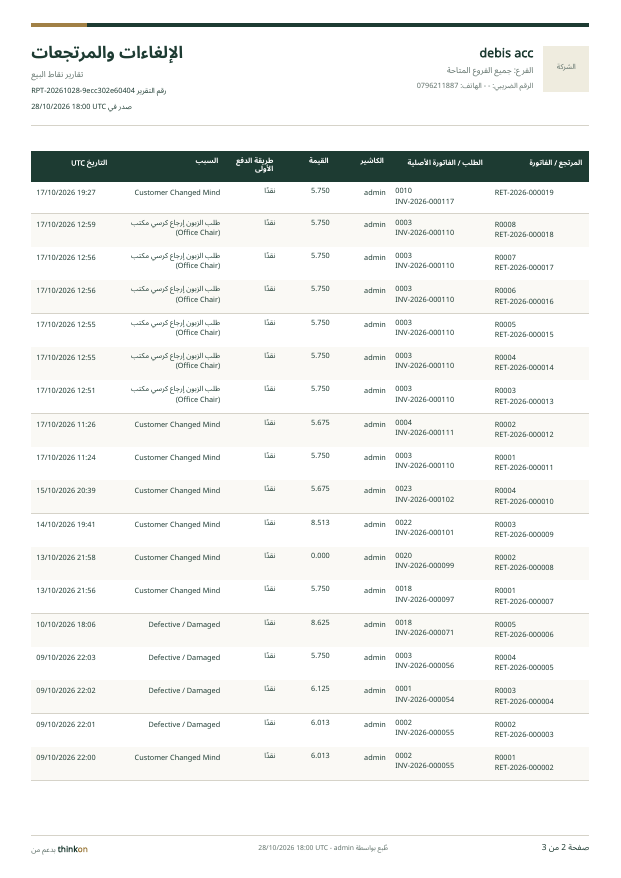 debis acc
الفرع: جميع الفروع المتاحة
الرقم الضريبي: - - الهاتف: 0796211887
الشركة
الإلغاءات والمرتجعات
تقارير نقاط البيع
رقم التقرير RPT-20261028-9ecc302e60404
صدر في 28/10/2026 18:00 UTC
المرتجع / الفاتورة الطلب / الفاتورة الأصلية الكاشير القيمة طريقة الدفع الأولى السبب التاريخ UTC
RET-2026-000019 0010 INV-2026-000117 admin 5.750 نقدًا Customer Changed Mind 17/10/2026 19:27
R0008 RET-2026-000018 0003 INV-2026-000110 admin 5.750 نقدًا طلب الزبون إرجاع كرسي مكتب (Office Chair) 17/10/2026 12:59
R0007 RET-2026-000017 0003 INV-2026-000110 admin 5.750 نقدًا طلب الزبون إرجاع كرسي مكتب (Office Chair) 17/10/2026 12:56
R0006 RET-2026-000016 0003 INV-2026-000110 admin 5.750 نقدًا طلب الزبون إرجاع كرسي مكتب (Office Chair) 17/10/2026 12:56
R0005 RET-2026-000015 0003 INV-2026-000110 admin 5.750 نقدًا طلب الزبون إرجاع كرسي مكتب (Office Chair) 17/10/2026 12:55
R0004 RET-2026-000014 0003 INV-2026-000110 admin 5.750 نقدًا طلب الزبون إرجاع كرسي مكتب (Office Chair) 17/10/2026 12:55
R0003 RET-2026-000013 0003 INV-2026-000110 admin 5.750 نقدًا طلب الزبون إرجاع كرسي مكتب (Office Chair) 17/10/2026 12:51
R0002 RET-2026-000012 0004 INV-2026-000111 admin 5.675 نقدًا Customer Changed Mind 17/10/2026 11:26
R0001 RET-2026-000011 0003 INV-2026-000110 admin 5.750 نقدًا Customer Changed Mind 17/10/2026 11:24
R0004 RET-2026-000010 0023 INV-2026-000102 admin 5.675 نقدًا Customer Changed Mind 15/10/2026 20:39
R0003 RET-2026-000009 0022 INV-2026-000101 admin 8.513 نقدًا Customer Changed Mind 14/10/2026 19:41
R0002 RET-2026-000008 0020 INV-2026-000099 admin 0.000 نقدًا Customer Changed Mind 13/10/2026 21:58
R0001 RET-2026-000007 0018 INV-2026-000097 admin 5.750 نقدًا Customer Changed Mind 13/10/2026 21:56
R0005 RET-2026-000006 0018 INV-2026-000071 admin 8.625 نقدًا Defective / Damaged 10/10/2026 18:06
R0004 RET-2026-000005 0003 INV-2026-000056 admin 5.750 نقدًا Defective / Damaged 09/10/2026 22:03
R0003 RET-2026-000004 0001 INV-2026-000054 admin 6.125 نقدًا Defective / Damaged 09/10/2026 22:02
R0002 RET-2026-000003 0002 INV-2026-000055 admin 6.013 نقدًا Defective / Damaged 09/10/2026 22:01
R0001 RET-2026-000002 0002 INV-2026-000055 admin 6.013 نقدًا Customer Changed Mind 09/10/2026 22:00
صفحة 2 من 3
طُبع بواسطة admin - 28/10/2026 18:00 UTC
بدعم من thinkon